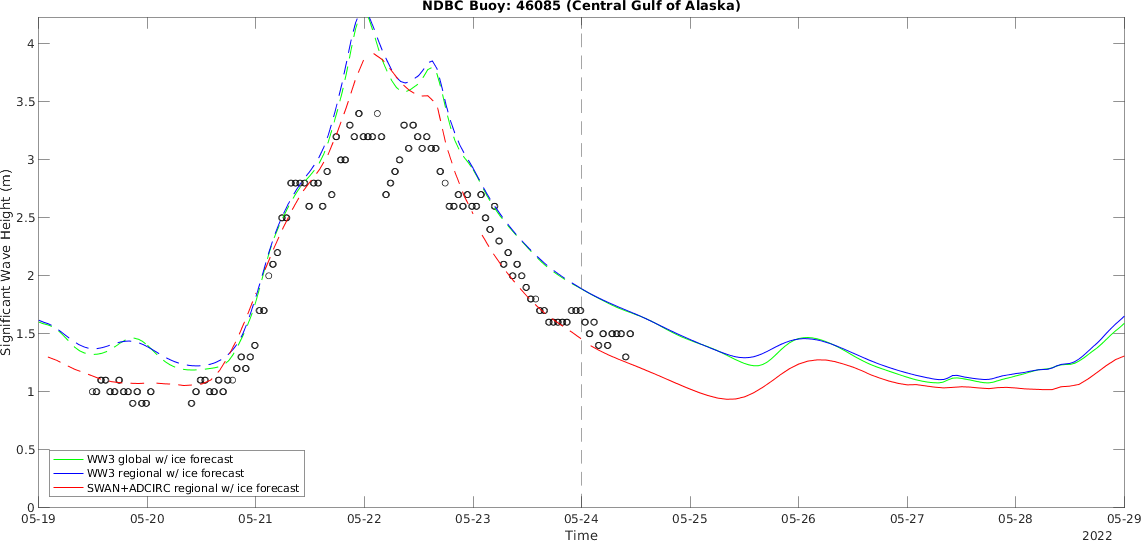 NDBC Buoy: 46085 (Central Gulf of Alaska)
4
3.5
3
2.5
2
1.5
1
0.5
0
Significant Wave Height (m)
WW3 global w/ ice forecast
WW3 regional w/ ice forecast
SWAN+ADCIRC regional w/ ice forecast
05-19 05-20 05-21 05-22 05-23 05-24 05-25 05-26 05-27 05-28 05-29
Time
2022